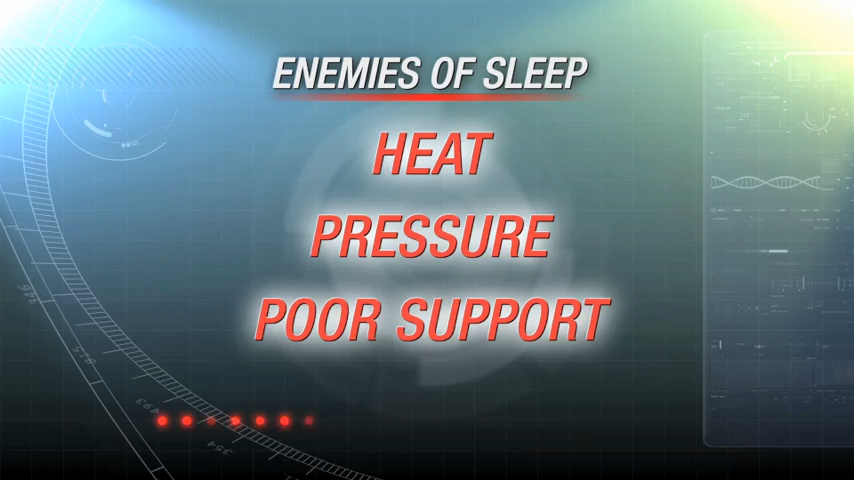 ENEMIES OF SLEEP
HEAT
PRESSURE
POOR SUPPORT